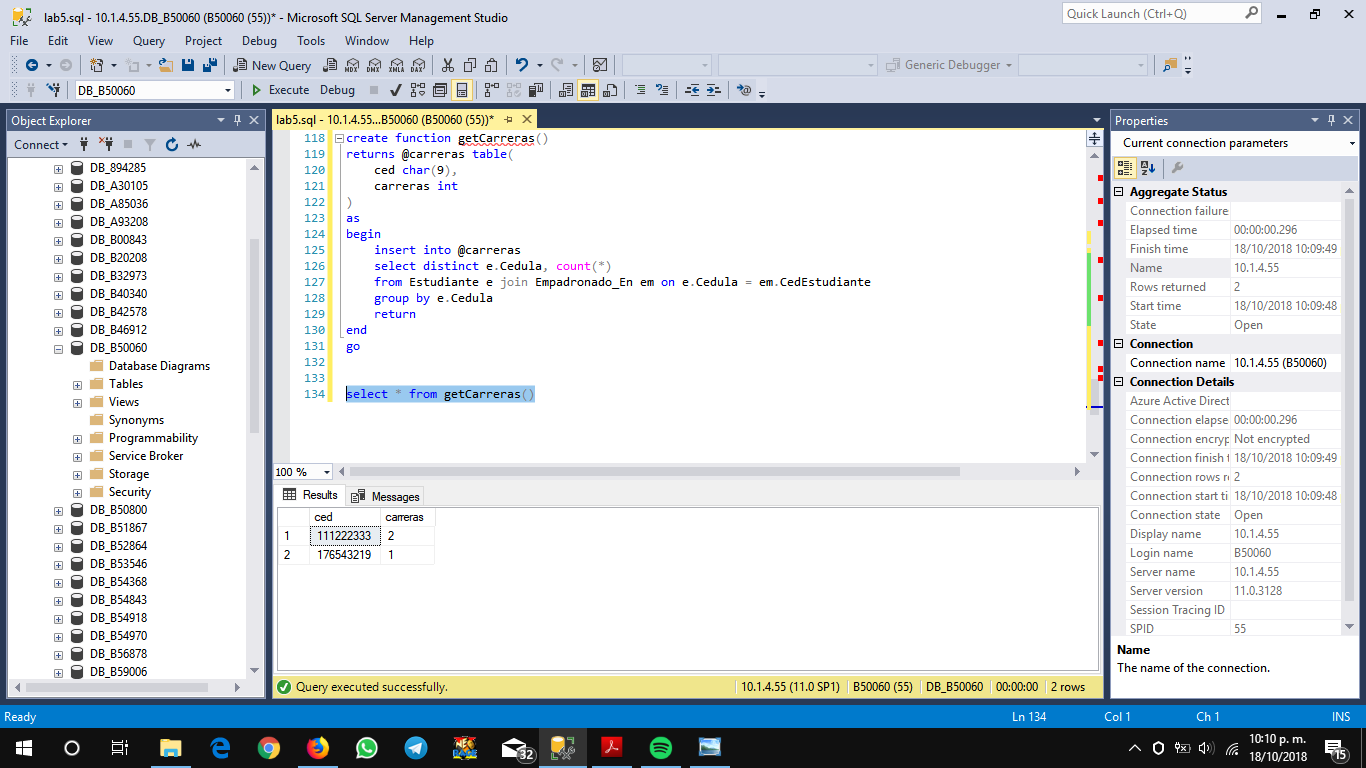 lab5.sql - 10.1.4.55.DB_B50060 (B50060 (55))* - Microsoft SQL Server Management Studio
Quick Launch (Ctrl+Q)
File Edit View Query Project Debug Tools Window Help
New Query MDX DMX XMLA DAX Generic Debugger
DB_B50060 Execute Debug
Object Explorer
Connect
DB_894285
DB_A30105
DB_A85036
DB_A93208
DB_B00843
DB_B20208
DB_B32973
DB_B40340
DB_B42578
DB_B46912
DB_B50060
Database Diagrams
Tables
Views
Synonyms
Programmability
Service Broker
Storage
Security
DB_B50800
DB_B51867
DB_B52864
DB_B53546
DB_B54368
DB_B54843
DB_B54918
DB_B54970
DB_B56878
DB_B59006
lab5.sql - 10.1.4.55...B50060 (B50060 (55))*
118 create function getCarreras()
119 returns @carreras table(
120 ced char(9),
121 carreras int
122 )
123 as
124 begin
125 insert into @carreras
126 select distinct e.Cedula, count(*)
127 from Estudiante e join Empadronado_En em on e.Cedula = em.CedEstudiante
128 group by e.Cedula
129 return
130 end
131 go
132
133
134 select * from getCarreras()
100 %
Results Messages
ced carreras
1 111222333 2
2 176543219 1
Query executed successfully. 10.1.4.55 (11.0 SP1) B50060 (55) DB_B50060 00:00:00 2 rows
Properties
Current connection parameters
Aggregate Status
Connection failure
Elapsed time 00:00:00.296
Finish time 18/10/2018 10:09:49
Name 10.1.4.55
Rows returned 2
Start time 18/10/2018 10:09:48
State Open
Connection
Connection name 10.1.4.55 (B50060)
Connection Details
Azure Active Direct
Connection elapse 00:00:00.296
Connection encryp Not encrypted
Connection finish t 18/10/2018 10:09:49
Connection rows r 2
Connection start ti 18/10/2018 10:09:48
Connection state Open
Display name 10.1.4.55
Login name B50060
Server name 10.1.4.55
Server version 11.0.3128
Session Tracing ID
SPID 55
Name
The name of the connection.
Ready Ln 134 Col 1 Ch 1 INS
32
10:10 p. m.
18/10/2018
15